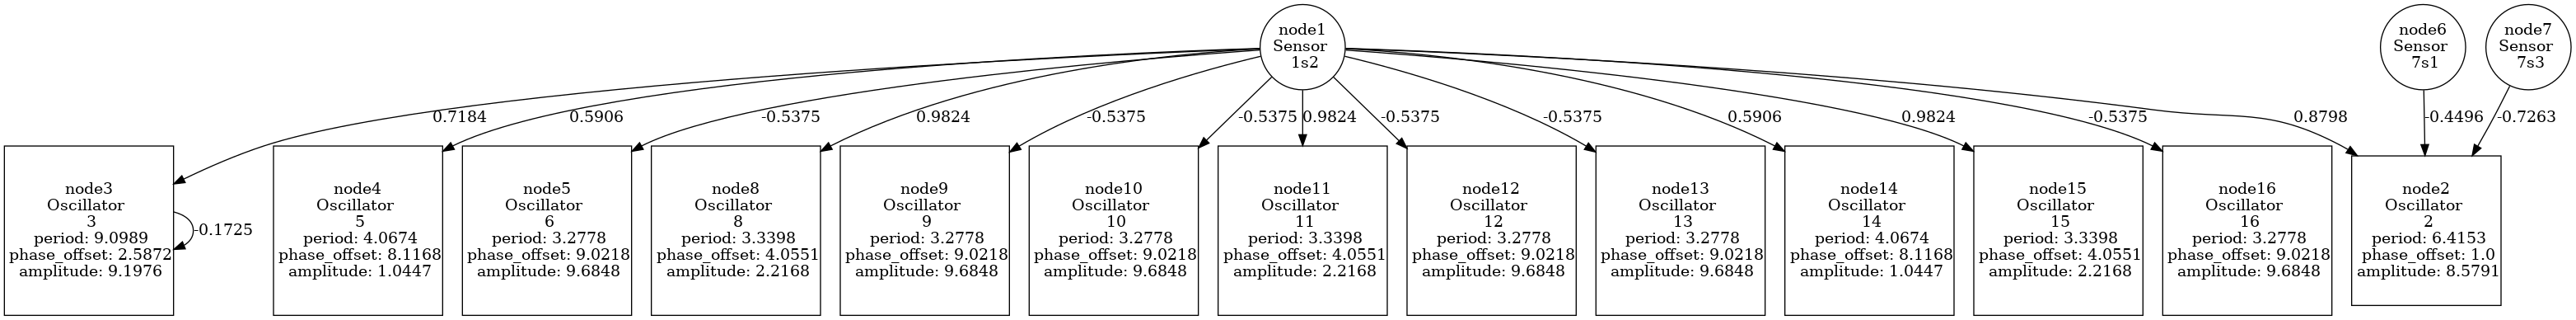 node1
Sensor
1s2
node6
Sensor
7s1
node7
Sensor
7s3
0.7184
0.5906
-0.5375
0.9824
-0.5375
-0.5375
0.9824
-0.5375
-0.5375
0.5906
0.9824
-0.5375
0.8798
-0.4496
-0.7263
node3
Oscillator
3
period: 9.0989
phase_offset: 2.5872
amplitude: 9.1976
-0.1725
node4
Oscillator
5
period: 4.0674
phase_offset: 8.1168
amplitude: 1.0447
node5
Oscillator
6
period: 3.2778
phase_offset: 9.0218
amplitude: 9.6848
node8
Oscillator
8
period: 3.3398
phase_offset: 4.0551
amplitude: 2.2168
node9
Oscillator
9
period: 3.2778
phase_offset: 9.0218
amplitude: 9.6848
node10
Oscillator
10
period: 3.2778
phase_offset: 9.0218
amplitude: 9.6848
node11
Oscillator
11
period: 3.3398
phase_offset: 4.0551
amplitude: 2.2168
node12
Oscillator
12
period: 3.2778
phase_offset: 9.0218
amplitude: 9.6848
node13
Oscillator
13
period: 3.2778
phase_offset: 9.0218
amplitude: 9.6848
node14
Oscillator
14
period: 4.0674
phase_offset: 8.1168
amplitude: 1.0447
node15
Oscillator
15
period: 3.3398
phase_offset: 4.0551
amplitude: 2.2168
node16
Oscillator
16
period: 3.2778
phase_offset: 9.0218
amplitude: 9.6848
node2
Oscillator
2
period: 6.4153
phase_offset: 1.0
amplitude: 8.5791